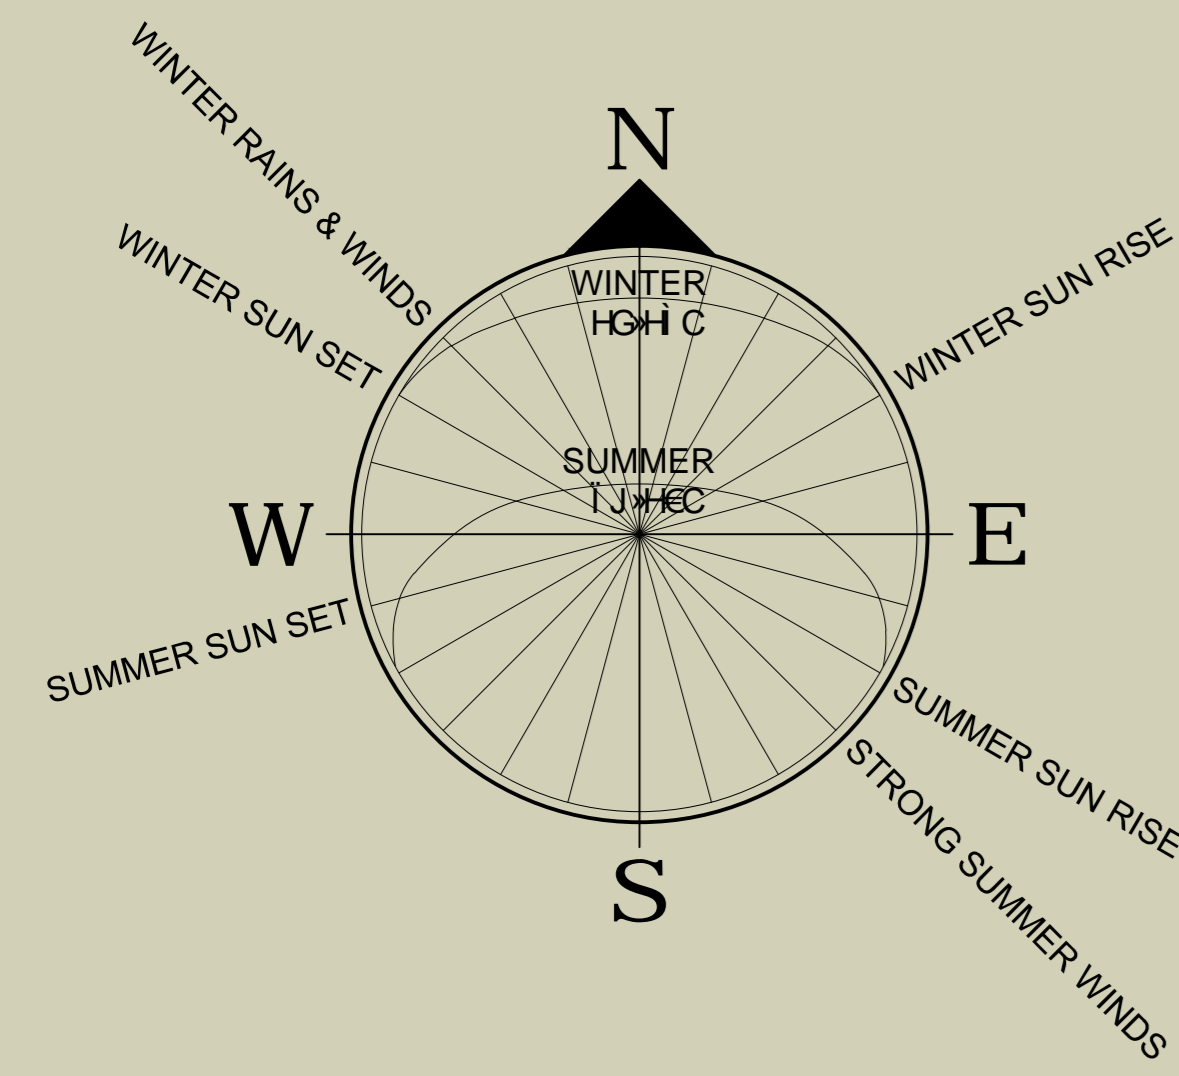 WINTER RAINS & WINDS
N
WINTER SUN SET
WINTER SUN RISE
WINTER
SUMMER
W
E
SUMMER SUN SET
SUMMER SUN RISE
STRONG SUMMER WINDS
S